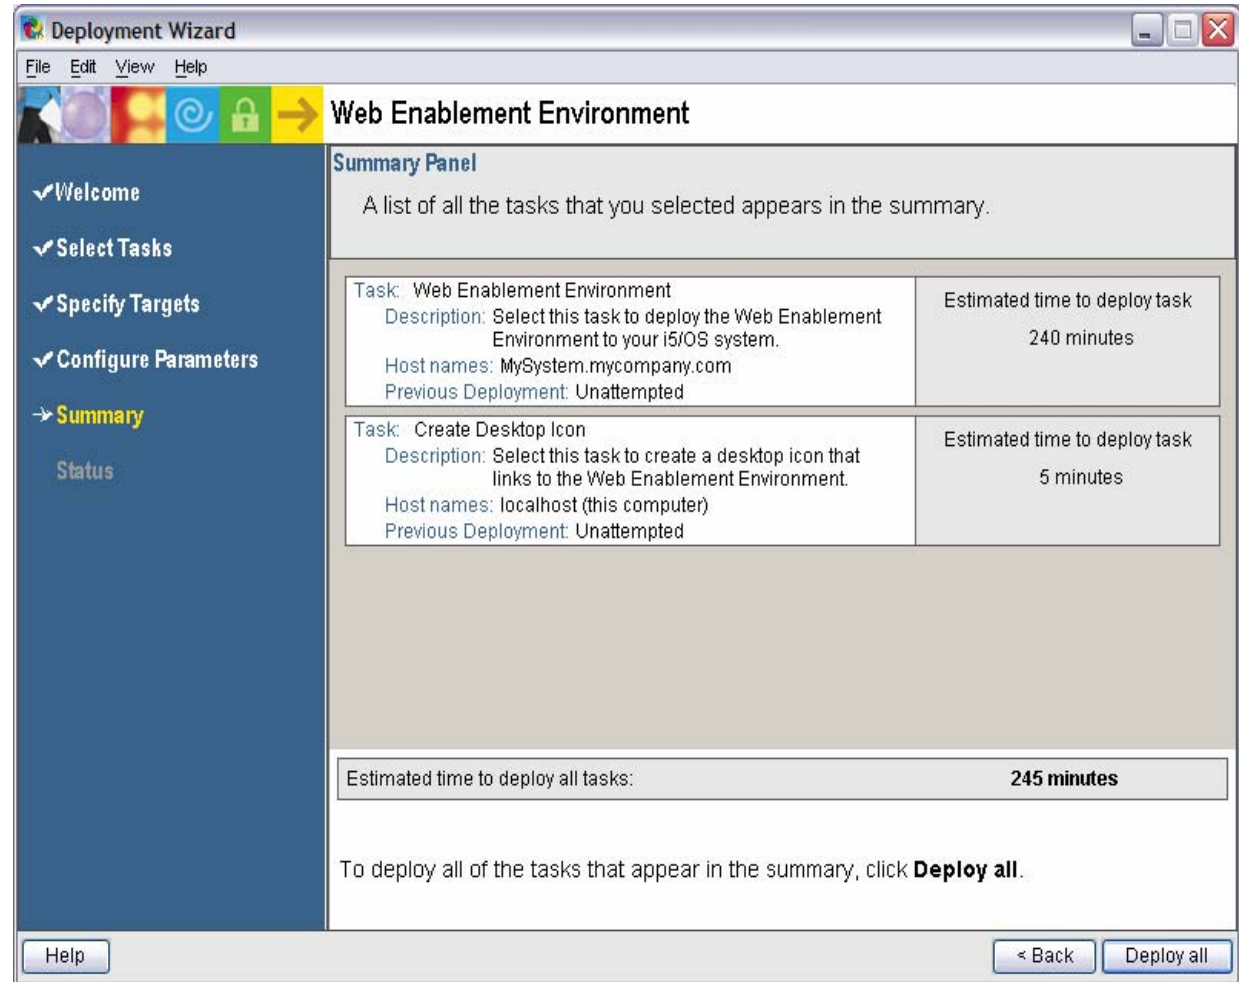 Deployment Wizard
File Edit View Help
Web Enablement Environment
Welcome
Select Tasks
Specify Targets
Configure Parameters
Summary
Status
Summary Panel
A list of all the tasks that you selected appears in the summary.
Task: Web Enablement Environment
Description: Select this task to deploy the Web Enablement
Environment to your i5/OS system.
Host names: MySystem.mycompany.com
Previous Deployment: Unattempted
Estimated time to deploy task
240 minutes
Task: Create Desktop Icon
Description: Select this task to create a desktop icon that
links to the Web Enablement Environment.
Host names: localhost (this computer)
Previous Deployment: Unattempted
Estimated time to deploy task
5 minutes
Estimated time to deploy all tasks: 245 minutes
To deploy all of the tasks that appear in the summary, click Deploy all.
Help
< Back
Deploy all